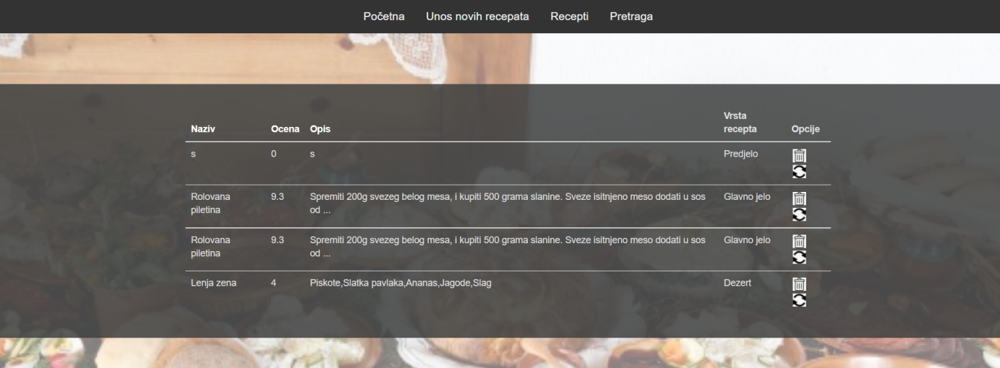 Početna Unos novih recepata Recepti Pretraga
Vrsta
Naziv Ocena Opis recepta Opcije
s 0 s Predjelo
Rolovana 9.3 Spremiti 200g svezeg belog mesa, i kupiti 500 grama slanine. Sveze isitnjeno meso dodati u sos Glavno jelo
piletina od ...
Rolovana 9.3 Spremiti 200g svezeg belog mesa, i kupiti 500 grama slanine. Sveze isitnjeno meso dodati u sos Glavno jelo
piletina od ...
Lenja zena 4 Piskote,Slatka pavlaka,Ananas,Jagode,Slag Dezert